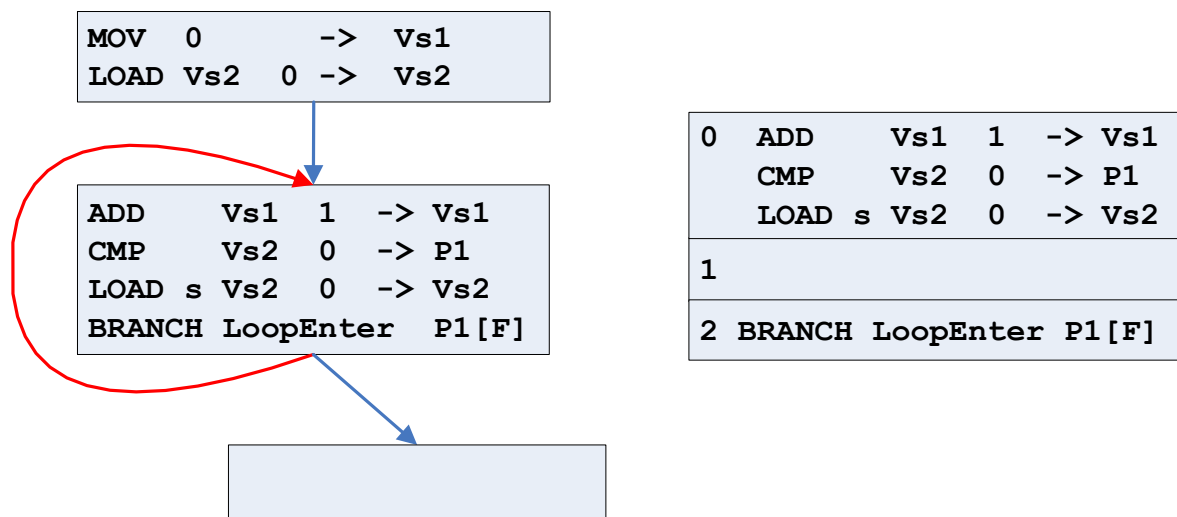 MOV 0 -> Vs1
LOAD Vs2 0 -> Vs2
ADD Vs1 1 -> Vs1
CMP Vs2 0 -> P1
LOAD s Vs2 0 -> Vs2
BRANCH LoopEnter P1[F]
0 ADD Vs1 1 -> Vs1
CMP Vs2 0 -> P1
LOAD s Vs2 0 -> Vs2
1
2 BRANCH LoopEnter P1[F]